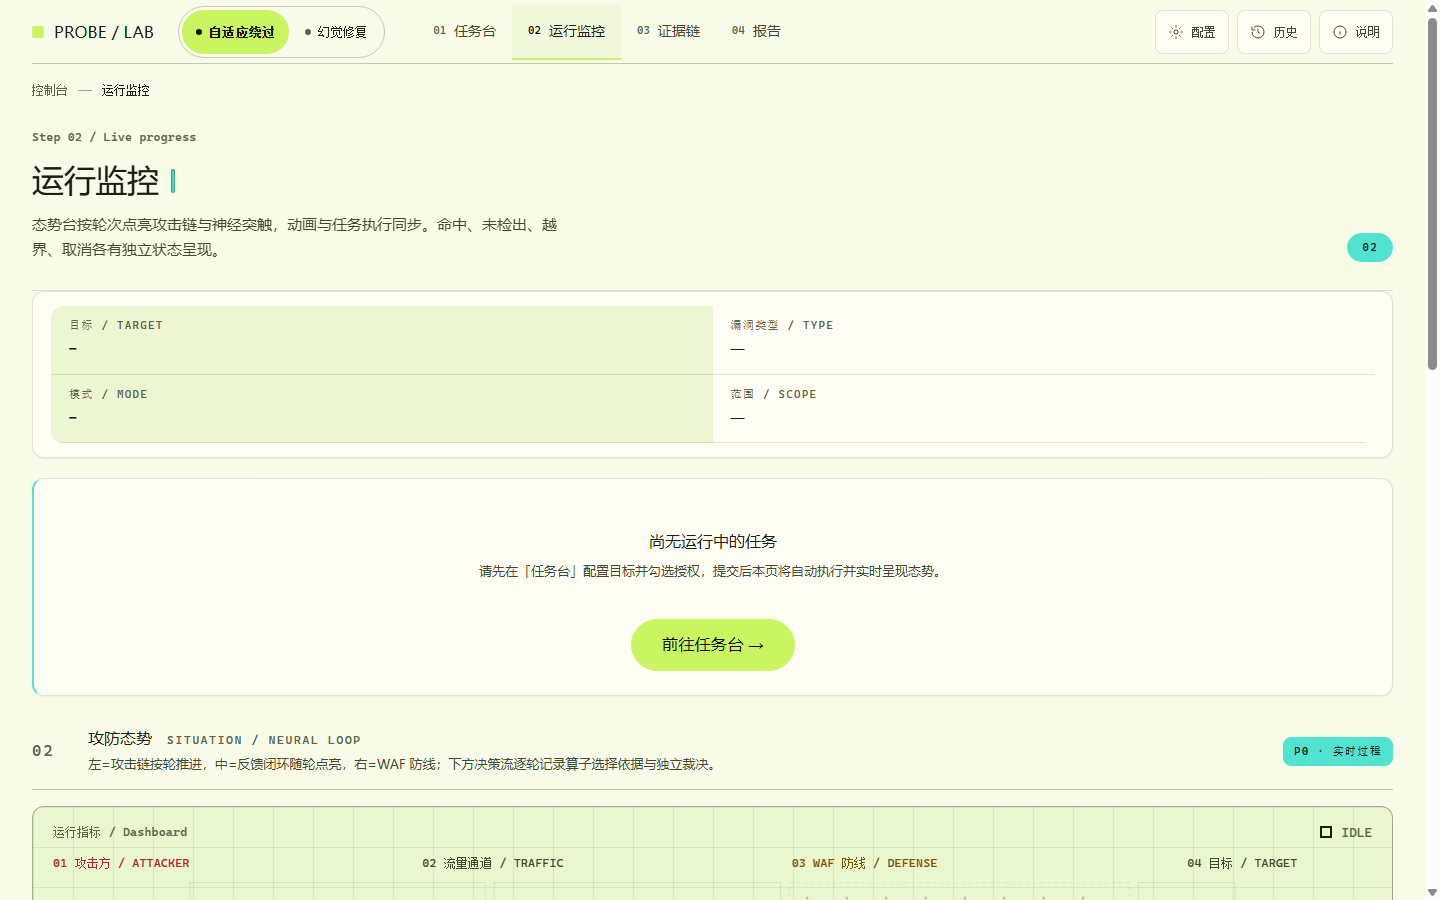 PROBE / LAB
自适应绕过
幻觉修复
01 任务台
02 运行监控
03 证据链
04 报告
配置
历史
说明
控制台 — 运行监控
Step 02 / Live progress
运行监控
态势台按轮次点亮攻击链与神经突触，动画与任务执行同步。命中、未检出、越
界、取消各有独立状态呈现。
02
目标 / TARGET
–
漏洞类型 / TYPE
—
模式 / MODE
–
范围 / SCOPE
—
尚无运行中的任务
请先在「任务台」配置目标并勾选授权，提交后本页将自动执行并实时呈现态势。
前往任务台 →
02
攻防态势 SITUATION / NEURAL LOOP
左=攻击链按轮推进，中=反馈闭环随轮点亮，右=WAF 防线；下方决策流逐轮记录算子选择依据与独立裁决。
P0 · 实时过程
运行指标 / Dashboard
IDLE
01 攻击方 / ATTACKER
02 流量通道 / TRAFFIC
03 WAF 防线 / DEFENSE
04 目标 / TARGET